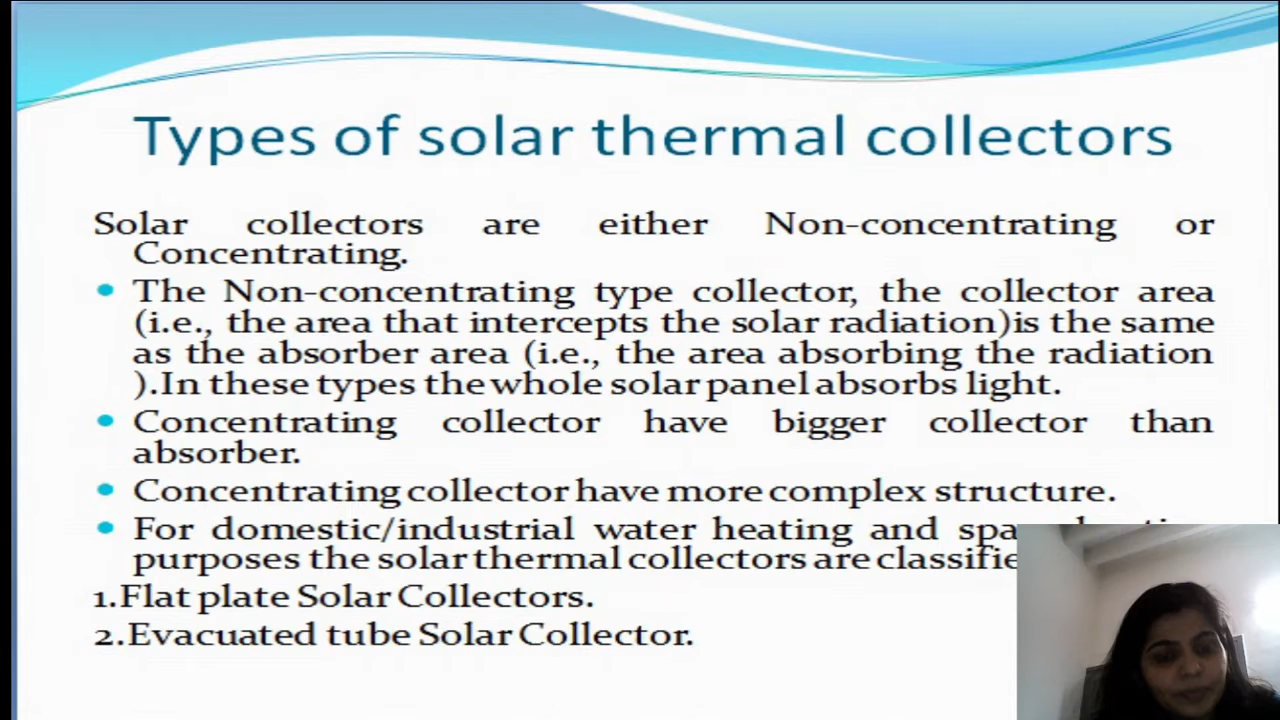 Types of solar thermal collectors
Solar collectors are either Non-concentrating or
Concentrating.
• The Non-concentrating type collector, the collector area
(i.e., the area that intercepts the solar radiation)is the same
as the absorber area (i.e., the area absorbing the radiation
).In these types the whole solar panel absorbs light.
• Concentrating collector have bigger collector than
absorber.
• Concentrating collector have more complex structure.
• For domestic/industrial water heating and
purposes the solar thermal collectors are
1.Flat plate Solar Collectors.
2.Evacuated tube Solar Collector.